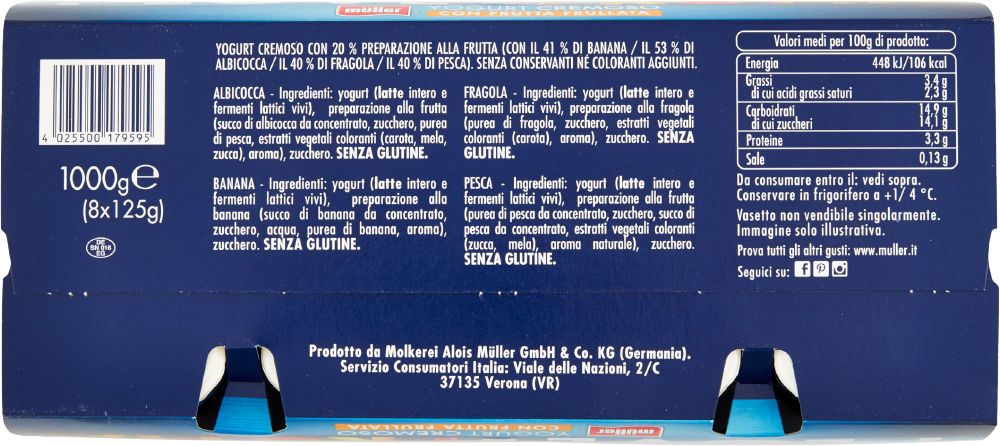 müller
YOGURT CREMOSO
CON FRUTTA FRULLATA
YOGURT CREMOSO CON 20 % PREPARAZIONE ALLA FRUTTA (CON IL 41 % DI BANANA / IL 53 % DI
ALBICOCCA / IL 40 % DI FRAGOLA / IL 40 % DI PESCA). SENZA CONSERVANTI NÉ COLORANTI AGGIUNTI.
4 025500 179595
1000g℮
(8x125g)
DE
SN 016
EG
ALBICOCCA - Ingredienti: yogurt (latte intero e
fermenti lattici vivi), preparazione alla frutta
(succo di albicocca da concentrato, zucchero, purea
di pesca, estratti vegetali coloranti (carota, mela,
zucca), aroma), zucchero. SENZA GLUTINE.
BANANA - Ingredienti: yogurt (latte intero e
fermenti lattici vivi), preparazione alla
banana (succo di banana da concentrato,
zucchero, acqua, purea di banana, aroma),
zucchero. SENZA GLUTINE.
FRAGOLA - Ingredienti: yogurt (latte intero e
fermenti lattici vivi), preparazione alla fragola
(purea di fragola, zucchero, estratti vegetali
coloranti (carota), aroma), zucchero. SENZA
GLUTINE.
PESCA - Ingredienti: yogurt (latte intero e
fermenti lattici vivi), preparazione alla frutta
(purea di pesca da concentrato, zucchero, succo di
pesca da concentrato, estratti vegetali coloranti
(zucca, mela), aroma naturale), zucchero.
SENZA GLUTINE.
Valori medi per 100g di prodotto:
Energia 448 kJ/106 kcal
Grassi 3,4 g
di cui acidi grassi saturi 2,3 g
Carboidrati 14,9 g
di cui zuccheri 14,1 g
Proteine 3,3 g
Sale 0,13 g
Da consumare entro il: vedi sopra.
Conservare in frigorifero a +1/ 4 °C.
Vasetto non vendibile singolarmente.
Immagine solo illustrativa.
Prova tutti gli altri gusti: www.muller.it
Seguici su:
Prodotto da Molkerei Alois Müller GmbH & Co. KG (Germania).
Servizio Consumatori Italia: Viale delle Nazioni, 2/C
37135 Verona (VR)
müller
CON FRUTTA FRULLATA
YOGURT CREMOSO